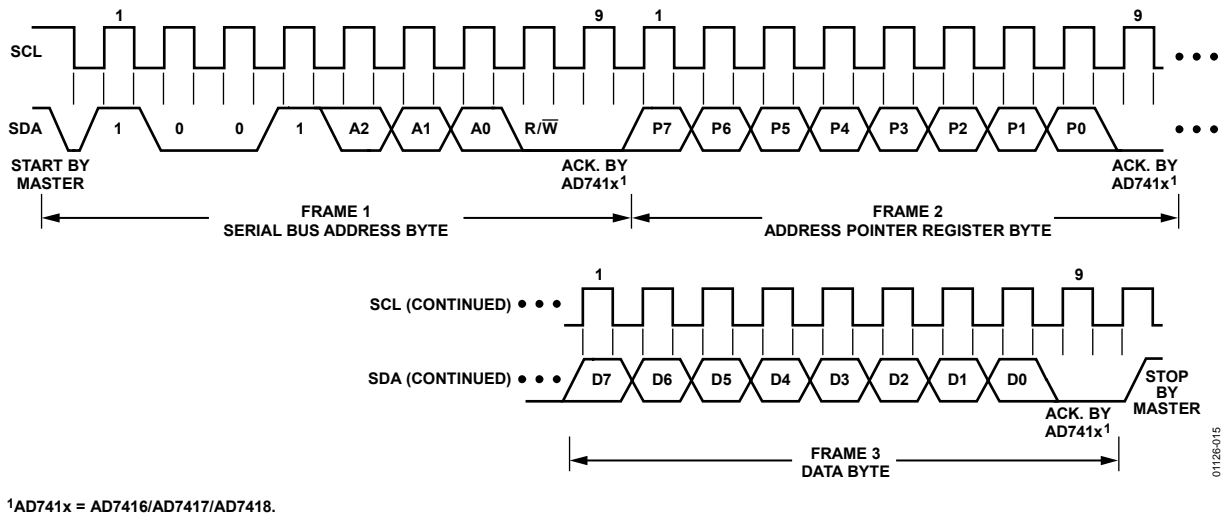 1 9 1 9
SCL
SDA 1 0 0 1 A2 A1 A0 R/W̅ P7 P6 P5 P4 P3 P2 P1 P0
START BY
MASTER
ACK. BY
AD741x1
ACK. BY
AD741x1
FRAME 1
SERIAL BUS ADDRESS BYTE
FRAME 2
ADDRESS POINTER REGISTER BYTE
1 9
SCL (CONTINUED)
SDA (CONTINUED) D7 D6 D5 D4 D3 D2 D1 D0
ACK. BY
AD741x1
STOP
BY
MASTER
FRAME 3
DATA BYTE
01126-015
1AD741x = AD7416/AD7417/AD7418.